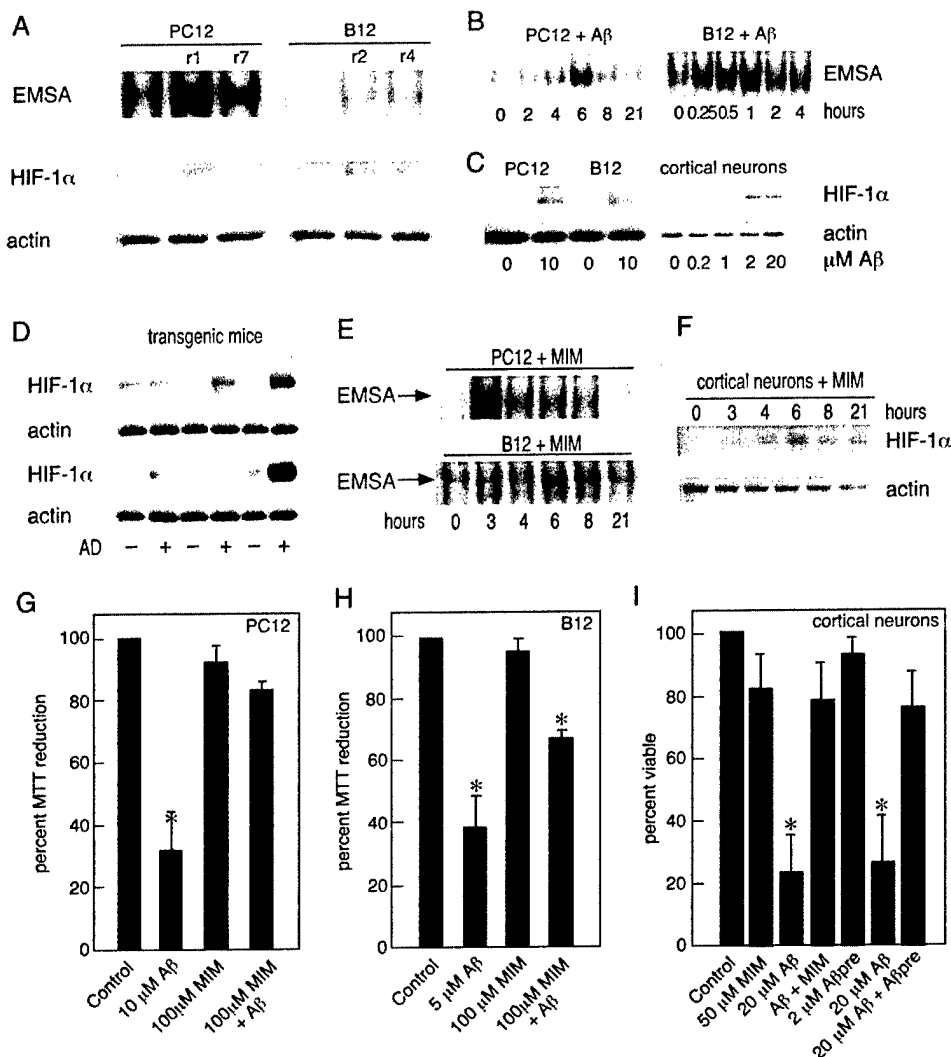 A
PC12 B12
r1 r7 r2 r4
EMSA
HIF-1α
actin
B
PC12 + Aβ B12 + Aβ
EMSA
0 2 4 6 8 21 0 0.25 0.5 1 2 4 hours
C
PC12 B12 cortical neurons
HIF-1α
actin
0 10 0 10 0 0.2 1 2 20 μM Aβ
D
transgenic mice
HIF-1α
actin
HIF-1α
actin
AD − + − + − +
E
PC12 + MIM
EMSA
B12 + MIM
EMSA
hours 0 3 4 6 8 21
F
cortical neurons + MIM
0 3 4 6 8 21 hours
HIF-1α
actin
G
PC12
percent MTT reduction
100
80
60
40
20
0
*
Control
10 μM Aβ
100μM MIM
100μM MIM
+ Aβ
H
B12
percent MTT reduction
100
80
60
40
20
0
*
*
Control
5 μM Aβ
100 μM MIM
100μM MIM
+ Aβ
I
cortical neurons
percent viable
100
80
60
40
20
0
*
*
Control
50 μM MIM
20 μM Aβ
Aβ + MIM
2 μM Aβpre
20 μM Aβ
20 μM Aβ + Aβpre